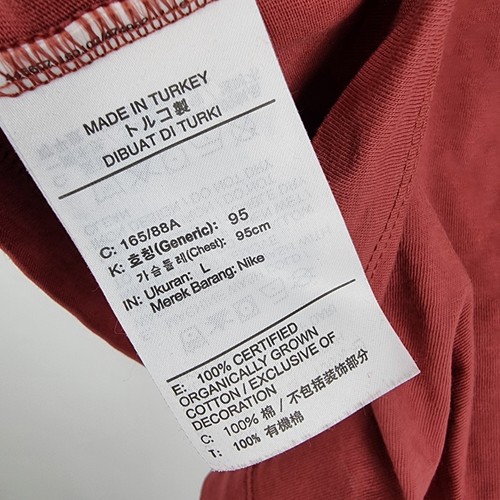 MADE IN TURKEY
トルコ製
DIBUAT DI TURKI
C: 165/88A
K: 호칭(Generic): 95
가슴둘레(Chest): 95cm
IN: Ukuran: L
Merek Barang: Nike
E: 100% CERTIFIED
ORGANICALLY GROWN
COTTON / EXCLUSIVE OF
DECORATION
C: 100% 棉 / 不包括装饰部分
T: 100% 有機棉